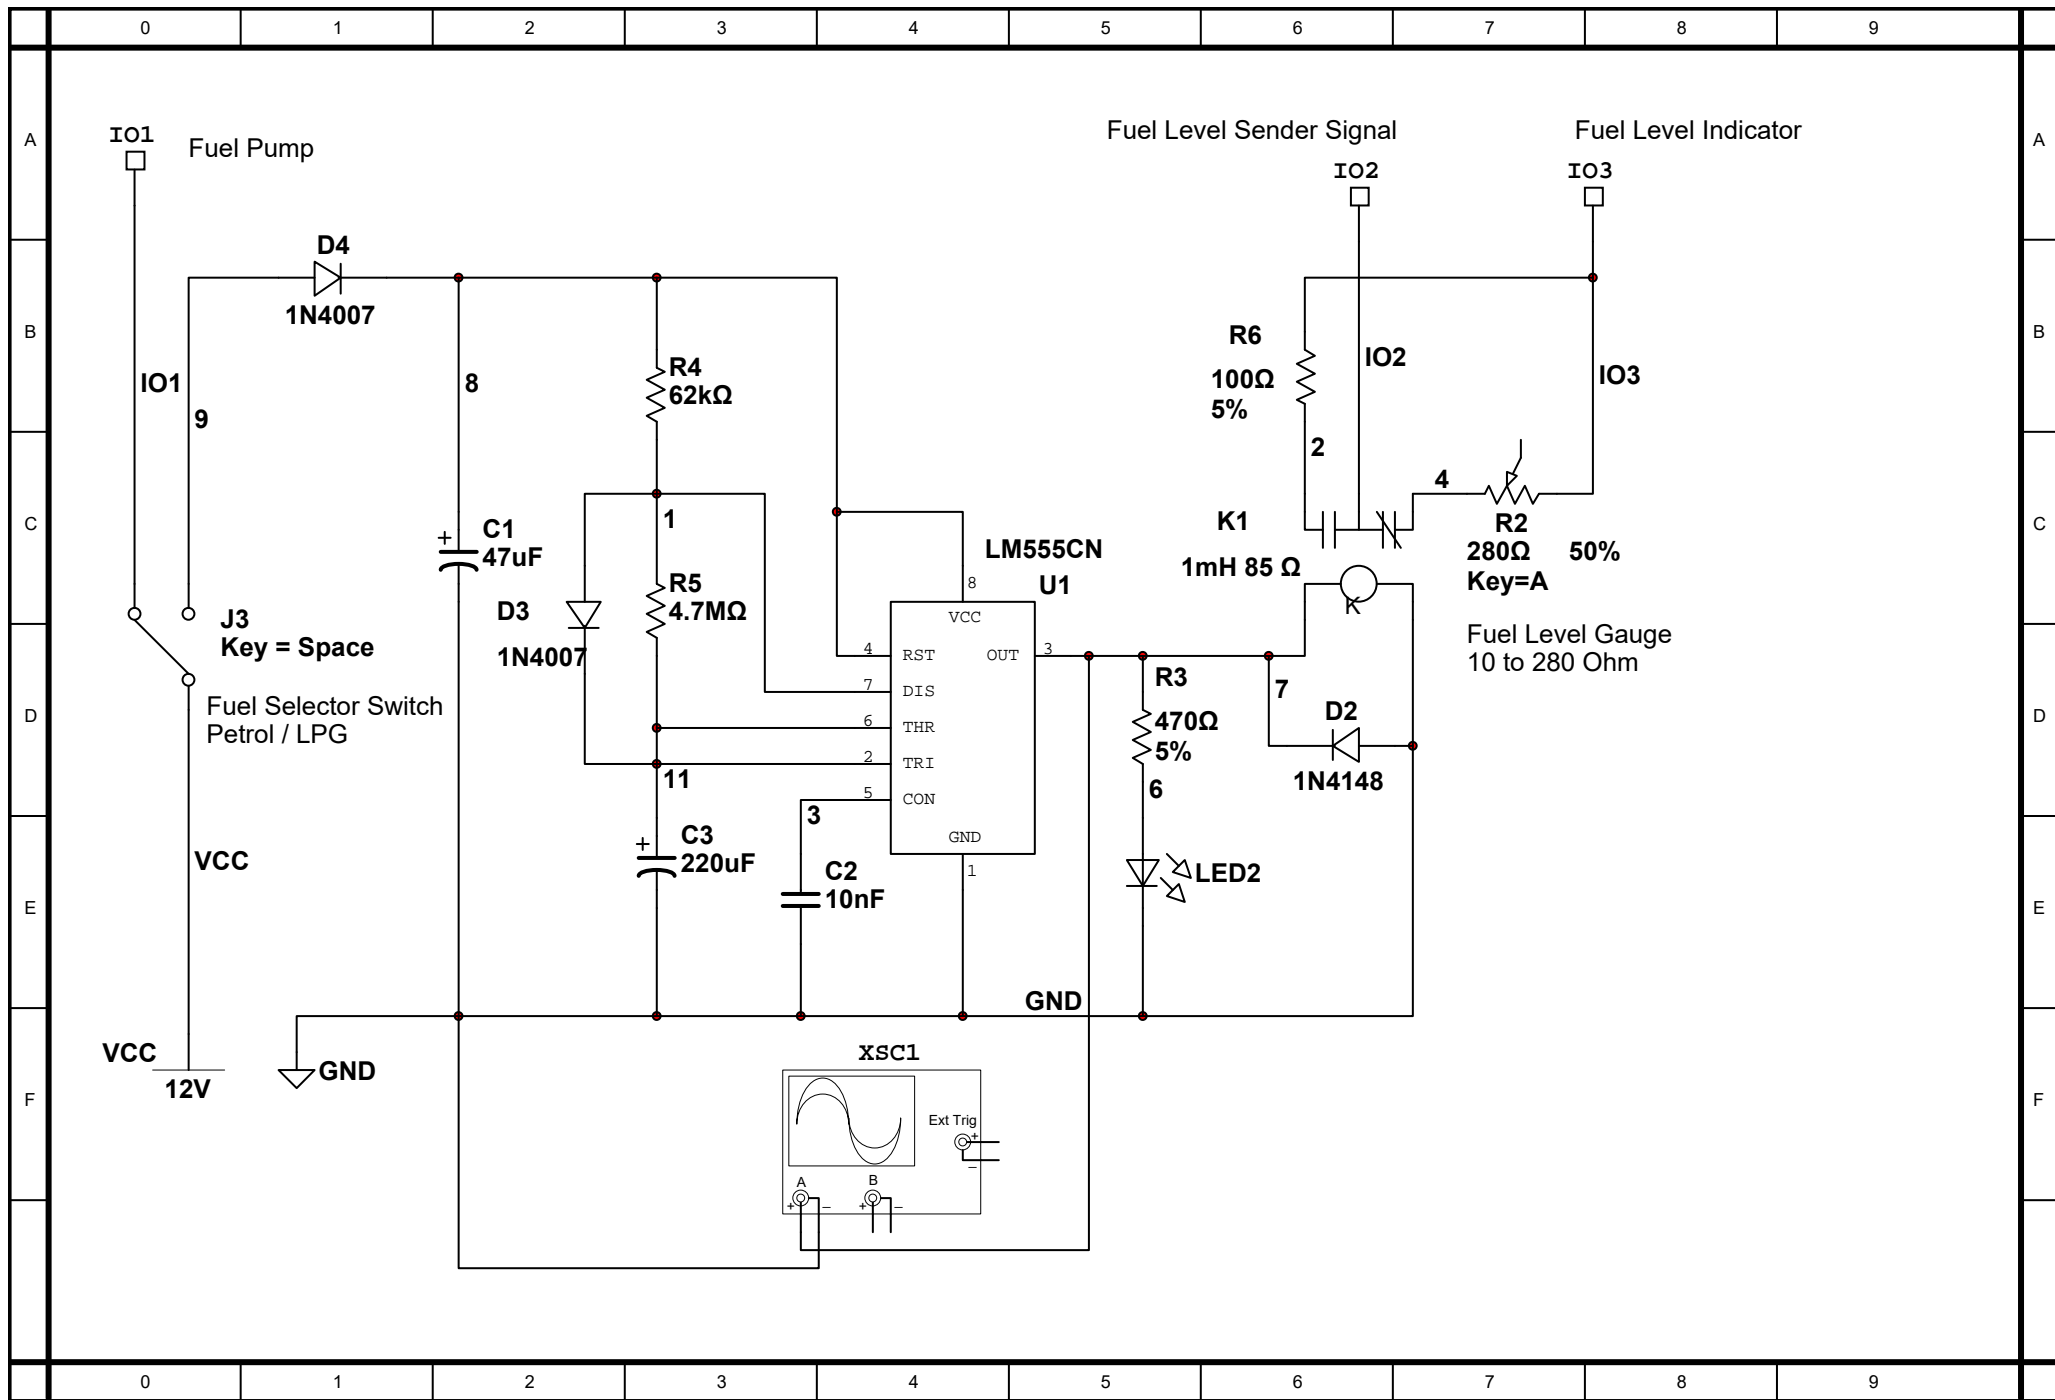 0 1 2 3 4 5 6 7 8 9
A A
IO1
Fuel Pump
Fuel Level Sender Signal
Fuel Level Indicator
IO2
IO3
D4
1N4007
B B
IO1
9
8
R4
62kΩ
R6
100Ω
5%
IO2
IO3
2
4
C C
1
C1
+
47uF
K1
1mH 85 Ω
R2
280Ω 50%
Key=A
LM555CN
U1
R5
4.7MΩ
D3
1N4007
J3
Key = Space
Fuel Selector Switch
Petrol / LPG
K
Fuel Level Gauge
10 to 280 Ohm
8
VCC
4 RST OUT 3
7 DIS
6 THR
2 TRI
5 CON
GND
1
D D
R3
470Ω
5%
6
7
D2
1N4148
11
3
+
C3
220uF
C2
10nF
LED2
VCC
E E
GND
VCC
12V
GND
XSC1
Ext Trig
+
_
A B
+ _ + _
F F
0 1 2 3 4 5 6 7 8 9